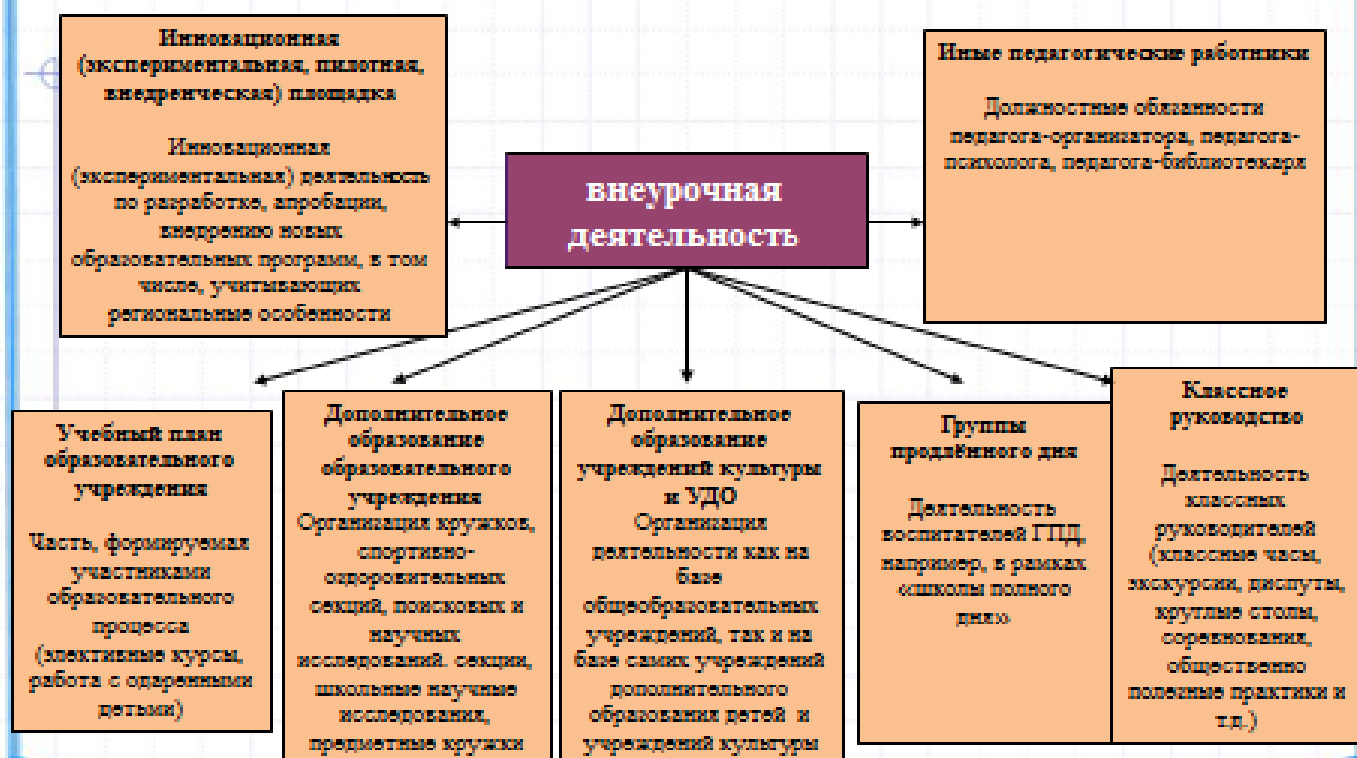 Инновационная
(экспериментальная, пилотная,
внедренческая) площадка
Инновационная
(экспериментальная) деятельность
по разработке, апробации,
внедрению новых
образовательных программ, в том
числе, учитывающих
региональные особенности
Иные педагогические работники
Должностные обязанности
педагога-организатора, педагога-
психолога, педагога-библиотекаря
внеурочная
деятельность
Учебный план
образовательного
учреждения
Часть, формируемая
участниками
образовательного
процесса
(элективные курсы,
работа с одаренными
детьми)
Дополнительное
образование
образовательного
учреждения
Организация кружков,
спортивно-
оздоровительных
секций, поисковых и
научных
исследований. секции,
школьные научные
исследования,
предметные кружки
Дополнительное
образование
учреждений культуры
и УДО
Организация
деятельности как на
базе
общеобразовательных
учреждений, так и на
базе самих учреждений
дополнительного
образования детей и
учреждений культуры
Группы
продлённого дня
Деятельность
воспитателей ГПД,
например, в рамках
«школы полного
дня»
Классное
руководство
Деятельность
классных
руководителей
(классные часы,
экскурсии, диспуты,
круглые столы,
соревнования,
общественно
полезные практики и
т.д.)